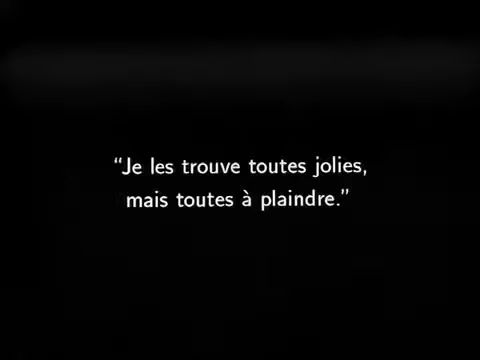 “Je les trouve toutes jolies,
mais toutes à plaindre.”